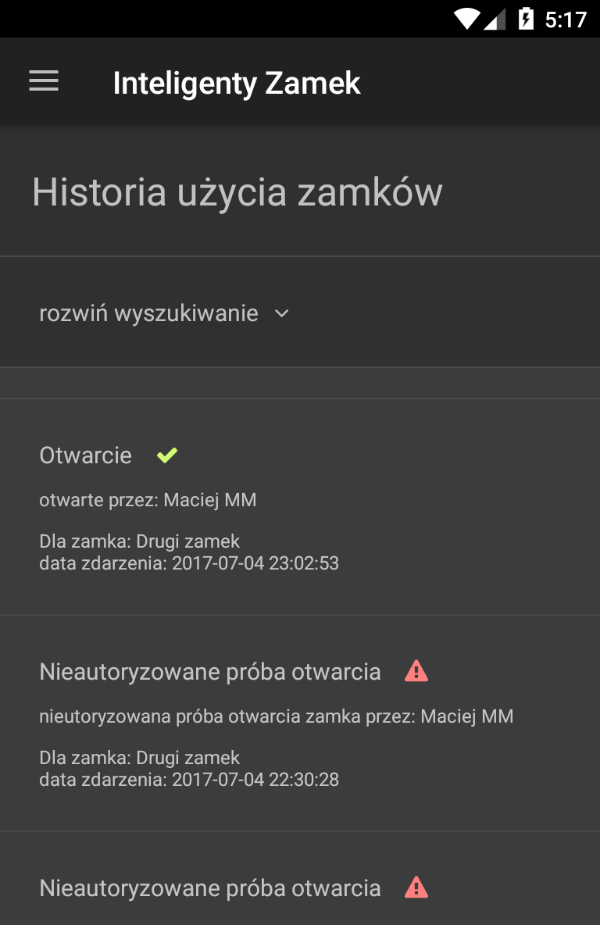 5:17
Inteligenty Zamek
Historia użycia zamków
rozwiń wyszukiwanie
Otwarcie
otwarte przez: Maciej MM
Dla zamka: Drugi zamek
data zdarzenia: 2017-07-04 23:02:53
Nieautoryzowane próba otwarcia
nieutoryzowana próba otwarcia zamka przez: Maciej MM
Dla zamka: Drugi zamek
data zdarzenia: 2017-07-04 22:30:28
Nieautoryzowane próba otwarcia